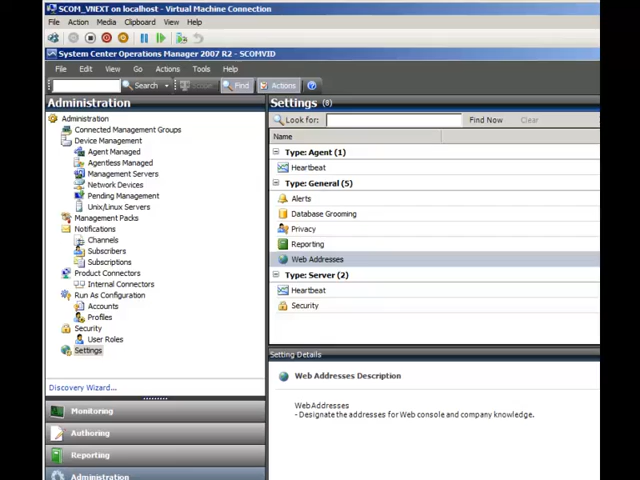 SCOM_VNEXT on localhost - Virtual Machine Connection
File Action Media Clipboard View Help
System Center Operations Manager 2007 R2 - SCOMVID
File Edit View Go Actions Tools Help
Search Scope... Find Actions
Administration
Administration
Connected Management Groups
Device Management
Agent Managed
Agentless Managed
Management Servers
Network Devices
Pending Management
Unix/Linux Servers
Management Packs
Notifications
Channels
Subscribers
Subscriptions
Product Connectors
Internal Connectors
Run As Configuration
Accounts
Profiles
Security
User Roles
Settings
Discovery Wizard...
Monitoring
Authoring
Reporting
Administration
Settings (8)
Look for: Find Now Clear
Name
Type: Agent (1)
Heartbeat
Type: General (5)
Alerts
Database Grooming
Privacy
Reporting
Web Addresses
Type: Server (2)
Heartbeat
Security
Setting Details
Web Addresses Description
Web Addresses
- Designate the addresses for Web console and company knowledge.